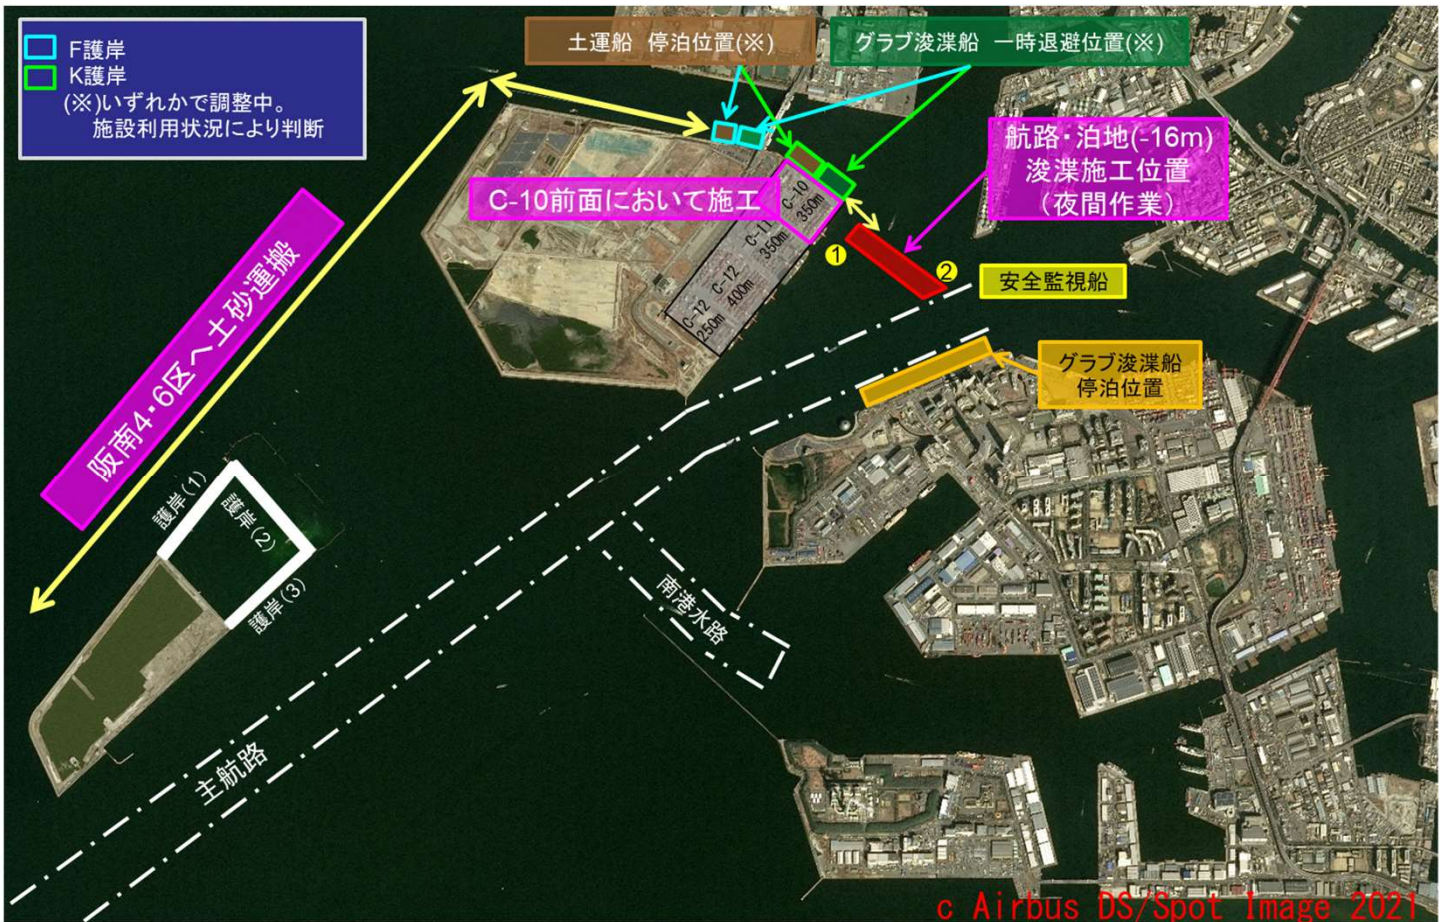 F護岸
K護岸
(※)いずれかで調整中。
施設利用状況により判断
土運船 停泊位置(※)
グラブ浚渫船 一時退避位置(※)
航路・泊地(-16m)
浚渫施工位置
(夜間作業)
C-10前面において施工
C-10
350m
C-11
350m
C-12
400m
C-12
250m
1
2
安全監視船
グラブ浚渫船
停泊位置
阪南4・6区へ土砂運搬
護岸(1)
護岸(2)
護岸(3)
南港水路
主航路
c Airbus DS/Spot Image 2021